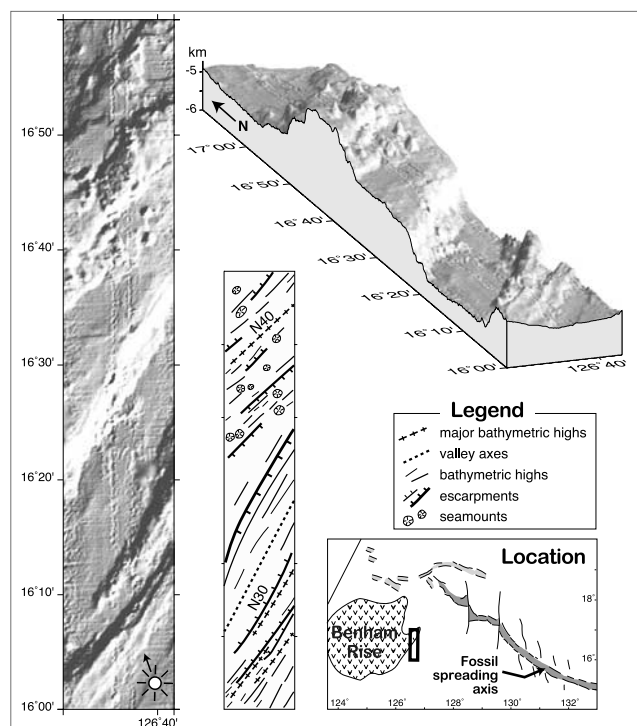 km
-5
-6
N
17°00'
16°50'
16°40'
16°30'
16°20'
16°10'
16°00'
126°40'
16°50'
16°40'
16°30'
16°20'
16°10'
16°00'
126°40'
N40
N30
Legend
major bathymetric highs
valley axes
bathymetric highs
escarpments
seamounts
Location
Benham
Rise
Fossil
spreading
axis
18°
16°
124°
126°
128°
130°
132°